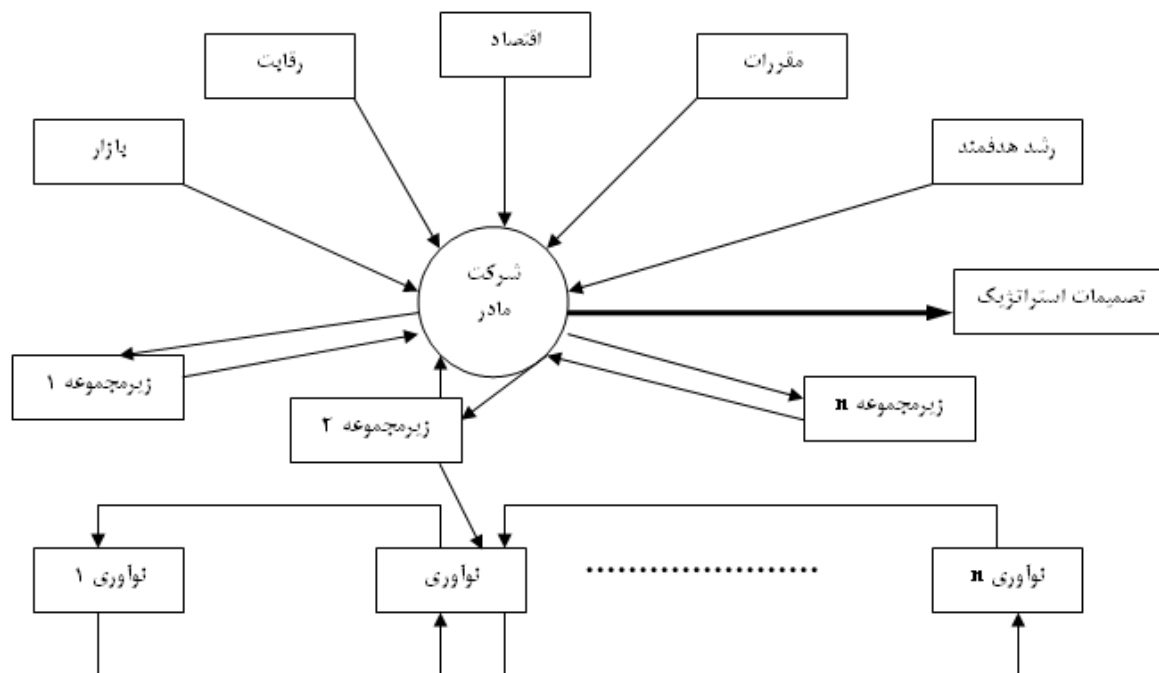 اقتصاد
رقابت
مقررات
بازار
رشد هدفمند
شرکت
مادر
تصمیمات استراتژیک
زیرمجموعه ۱
زیرمجموعه n
زیرمجموعه ۲
نوآوری ۱
نوآوری
......................
نوآوری n